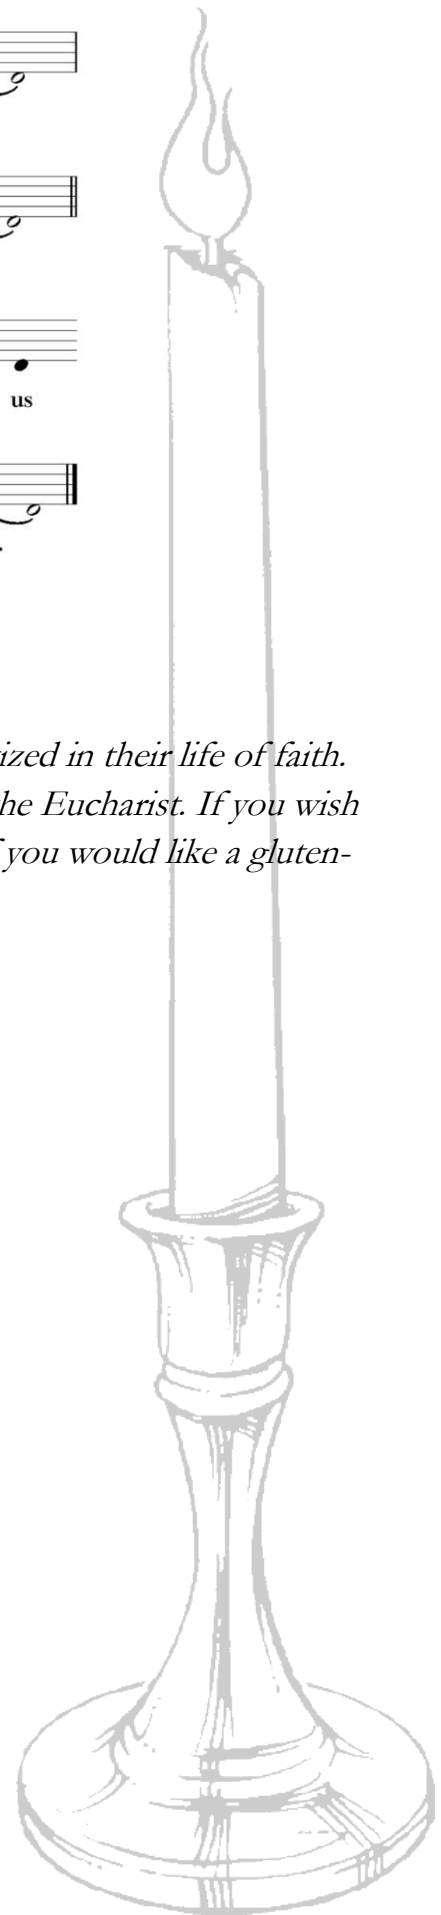 us
.
ized in their life of faith.
he Eucharist. If you wish
f you would like a gluten-